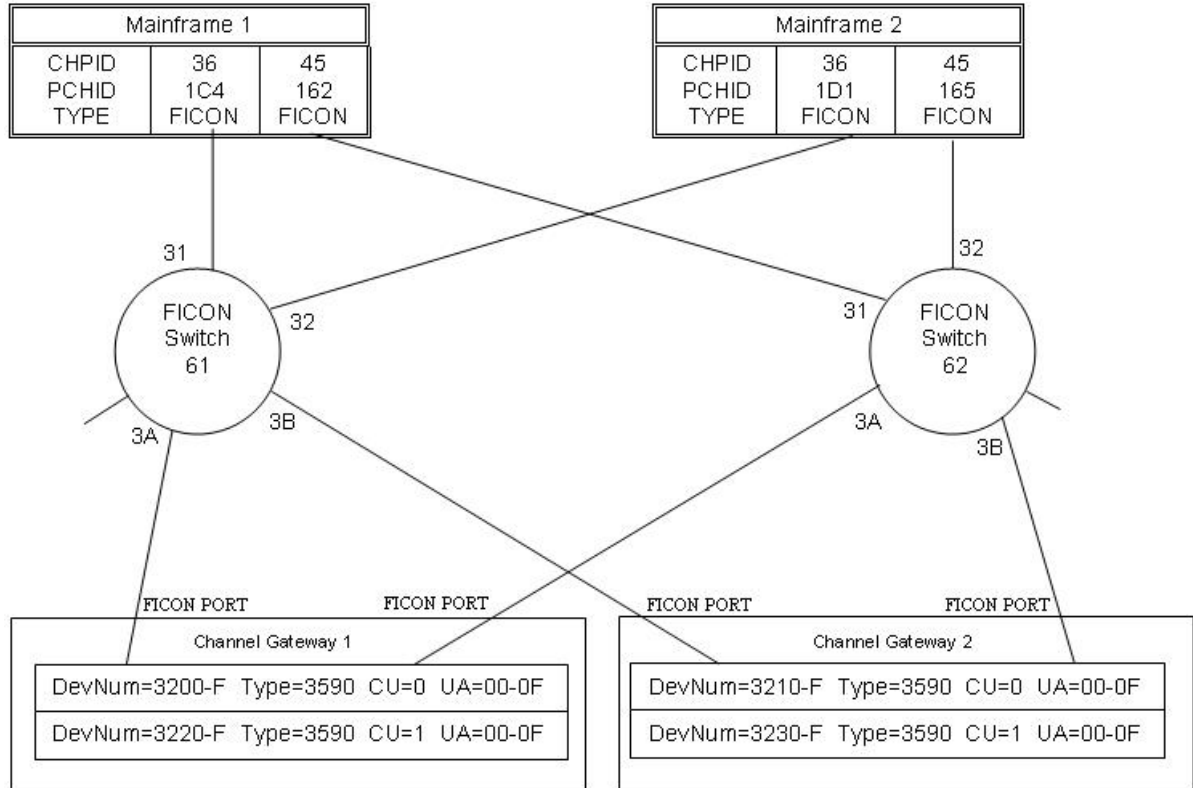 Mainframe 1
CHPID 36 45
PCHID 1C4 162
TYPE FICON FICON
Mainframe 2
CHPID 36 45
PCHID 1D1 165
TYPE FICON FICON
31
32
FICON
Switch
61
3A
3B
32
31
FICON
Switch
62
3A
3B
FICON PORT
FICON PORT
FICON PORT
FICON PORT
Channel Gateway 1
DevNum=3200-F Type=3590 CU=0 UA=00-0F
DevNum=3220-F Type=3590 CU=1 UA=00-0F
Channel Gateway 2
DevNum=3210-F Type=3590 CU=0 UA=00-0F
DevNum=3230-F Type=3590 CU=1 UA=00-0F